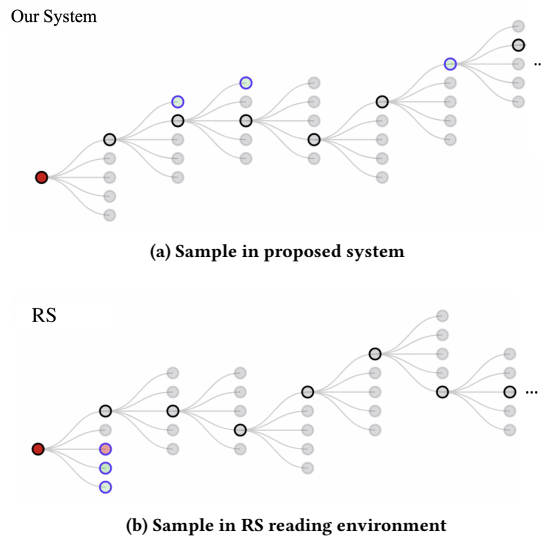 Our System
..
(a) Sample in proposed system
RS
...
(b) Sample in RS reading environment